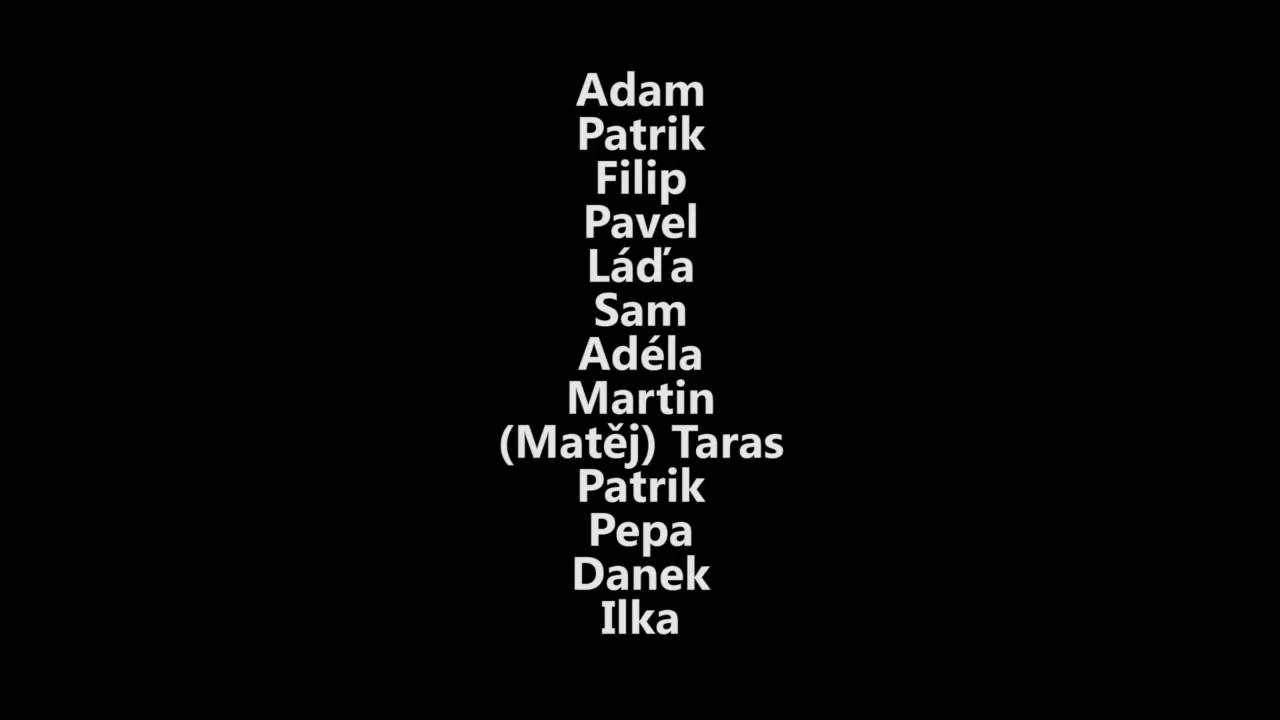 Adam
Patrik
Filip
Pavel
Láďa
Sam
Adéla
Martin
(Matěj) Taras
Patrik
Pepa
Danek
Ilka